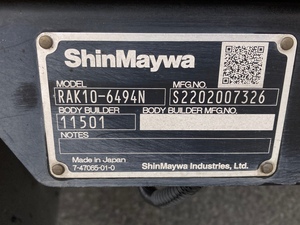 ShinMaywa
MODEL MFG.NO.
RAK10-6494N S2202007326
BODY BUILDER BODY BUILDER MFG.NO.
11501
NOTES
Made in Japan
7-47065-01-0 ShinMaywa Industries, Ltd.